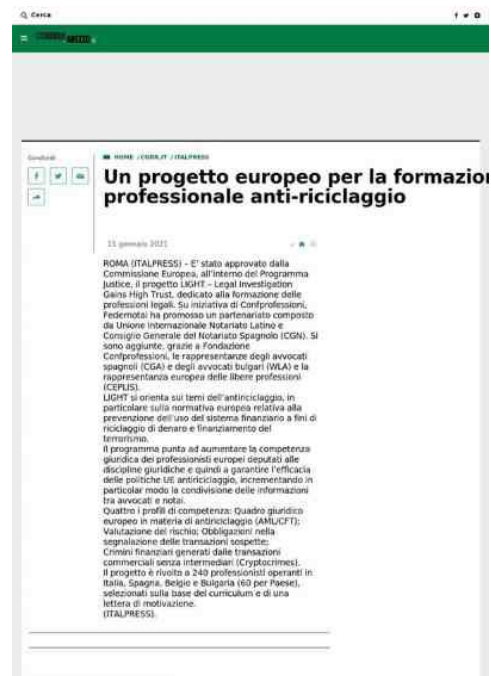 Cerca
Condividi
HOME / CGDR.IT / ITALPRESS
Un progetto europeo per la formazion
professionale anti-riciclaggio
15 gennaio 2021
ROMA (ITALPRESS) – E' stato approvato dalla
Commissione Europea, all'interno del Programma
Justice, il progetto LIGHT – Legal Investigation
Gains High Trust, dedicato alla formazione delle
professioni legali. Su iniziativa di Confprofessioni,
Federnotai ha promosso un partenariato composto
da Unione Internazionale Notariato Latino e
Consiglio Generale del Notariato Spagnolo (CGN). Si
sono aggiunte, grazie a Fondazione
Confprofessioni, le rappresentanze degli avvocati
spagnoli (CGA) e degli avvocati bulgari (WLA) e la
rappresentanza europea delle libere professioni
(CEPLIS).
LIGHT si orienta sui temi dell'antiriciclaggio, in
particolare sulla normativa europea relativa alla
prevenzione dell'uso del sistema finanziario a fini di
riciclaggio di denaro e finanziamento del
terrorismo.
Il programma punta ad aumentare la competenza
giuridica dei professionisti europei deputati alle
discipline giuridiche e quindi a garantire l'efficacia
delle politiche UE antiriciclaggio, incrementando in
particolar modo la condivisione delle informazioni
tra avvocati e notai.
Quattro i profili di competenza: Quadro giuridico
europeo in materia di antiriciclaggio (AML/CFT);
Valutazione del rischio; Obbligazioni nella
segnalazione delle transazioni sospette;
Crimini finanziari generati dalle transazioni
commerciali senza intermediari (Cryptocrimes).
Il progetto è rivolto a 240 professionisti operanti in
Italia, Spagna, Belgio e Bulgaria (60 per Paese),
selezionati sulla base del curriculum e di una
lettera di motivazione.
(ITALPRESS).